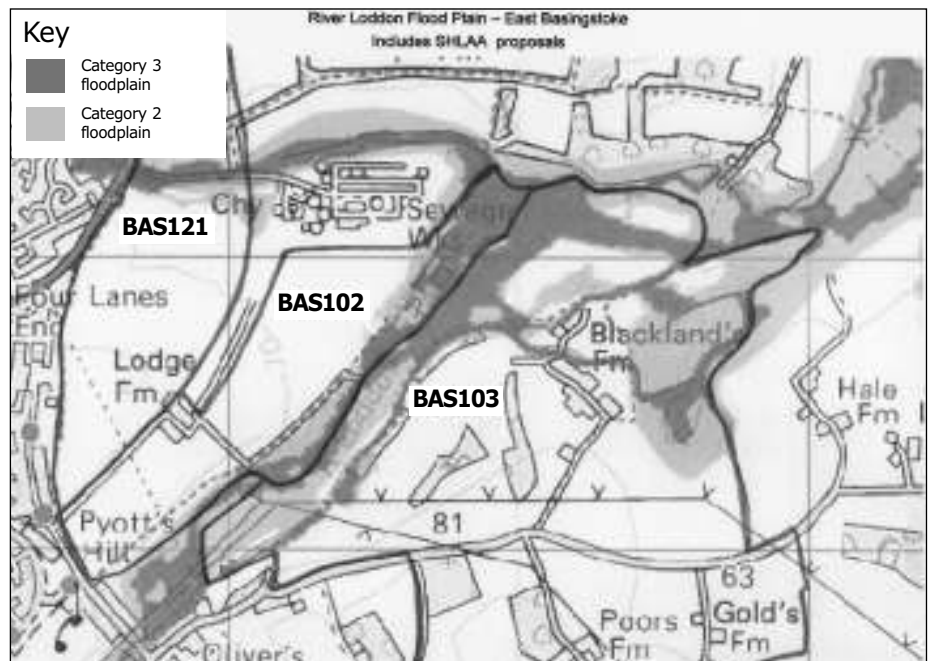 River Loddon Flood Plain – East Basingstoke
Includes SHLAA proposals
Key
Category 3
floodplain
Category 2
floodplain
BAS121
Four Lanes
End
BAS102
Lodge
Fm
Blackland's
Fm
BAS103
Hale
Fm
Pyott's
Hill
81
63
Poors
Fm
Gold's
Fm
Oliver's